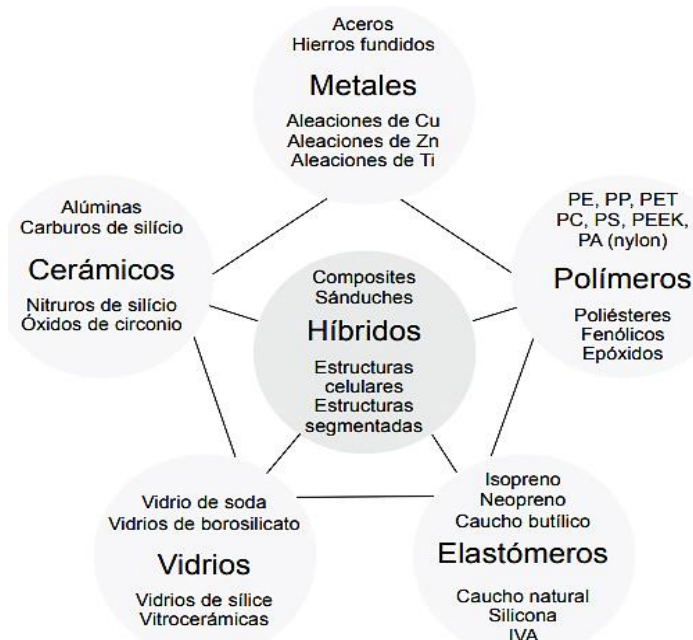 Aceros
Hierros fundidos
Metales
Aleaciones de Cu
Aleaciones de Zn
Aleaciones de Ti
Alúminas
Carburos de silício
Cerámicos
Nitruros de silício
Óxidos de circonio
PE, PP, PET
PC, PS, PEEK,
PA (nylon)
Polímeros
Poliésteres
Fenólicos
Epóxidos
Composites
Sánduches
Híbridos
Estructuras
celulares
Estructuras
segmentadas
Vidrio de soda
Vidrios de borosilicato
Vidrios
Vidrios de sílice
Vitrocerámicas
Isopreno
Neopreno
Caucho butílico
Elastómeros
Caucho natural
Silicona
IVA